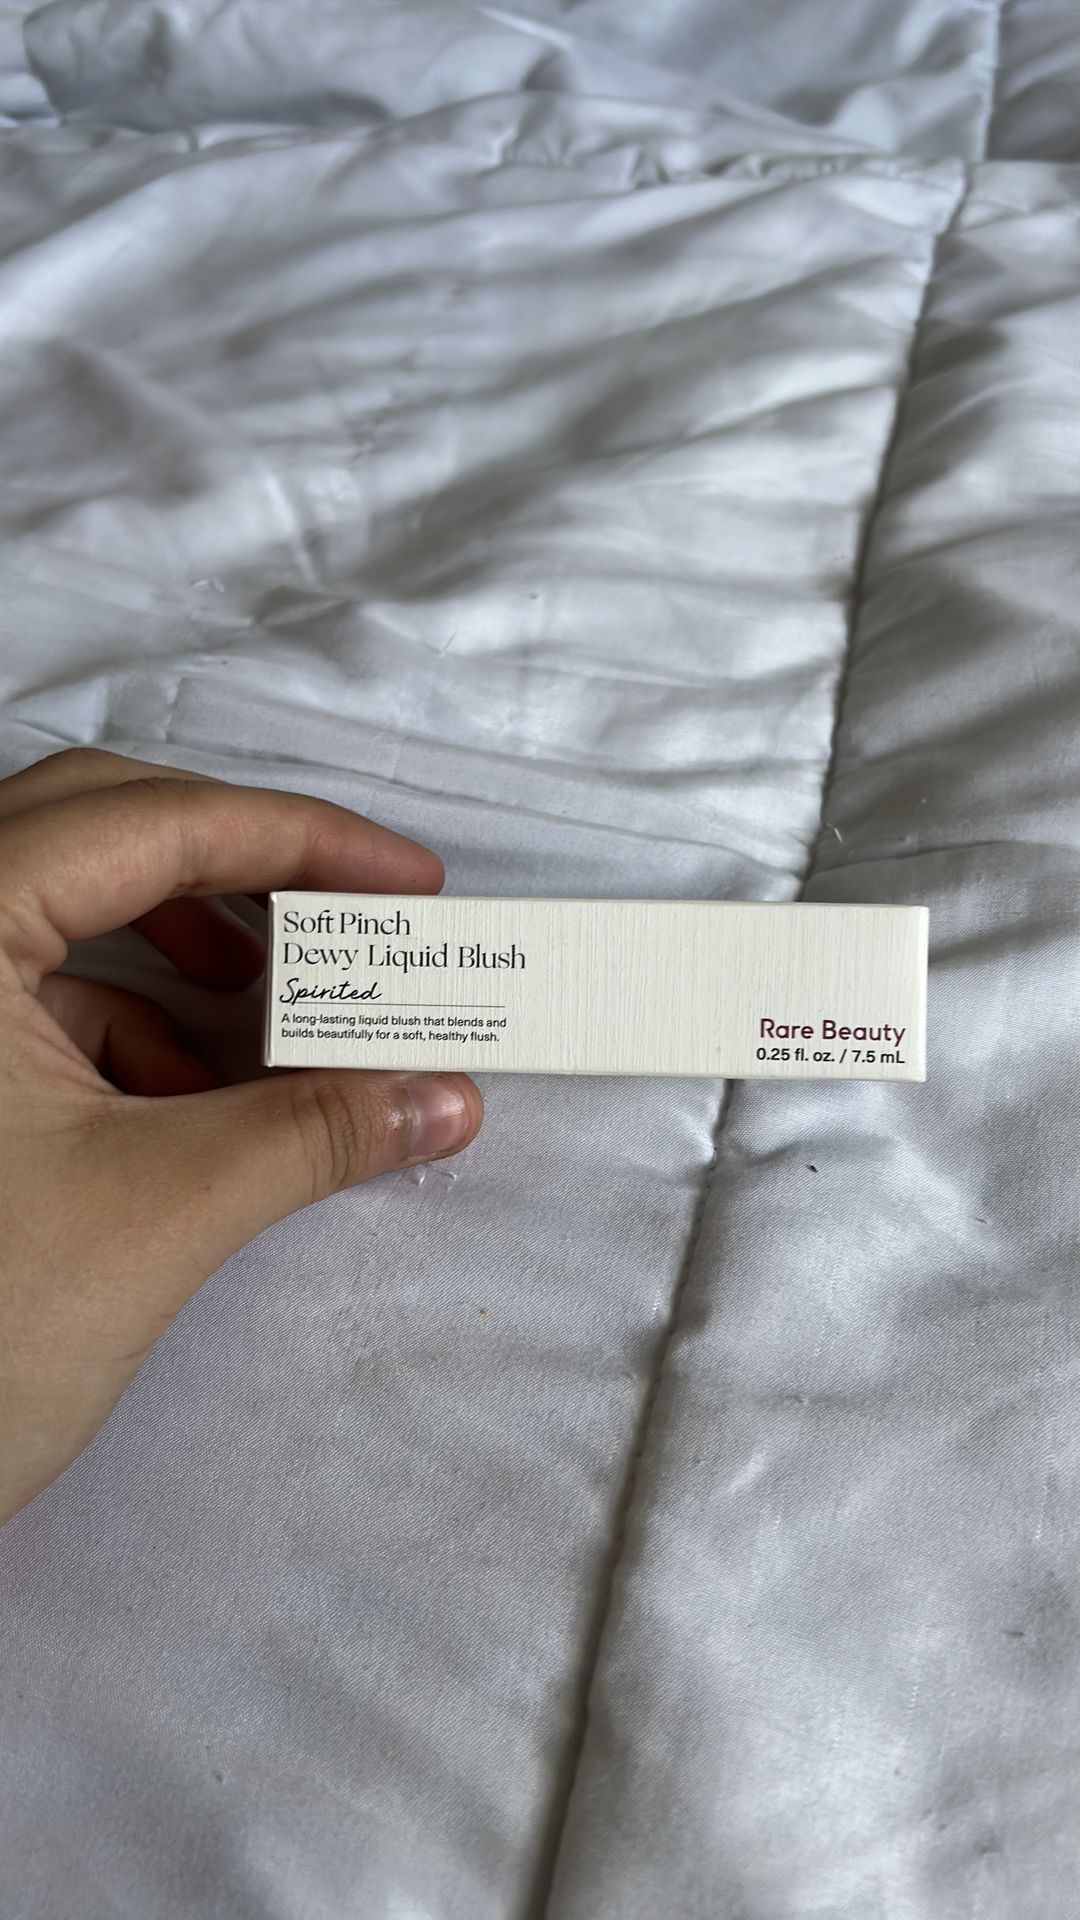 Soft Pinch
Dewy Liquid Blush
Spirited
A long-lasting liquid blush that blends and
builds beautifully for a soft, healthy flush.
Rare Beauty
0.25 fl. oz. / 7.5 mL